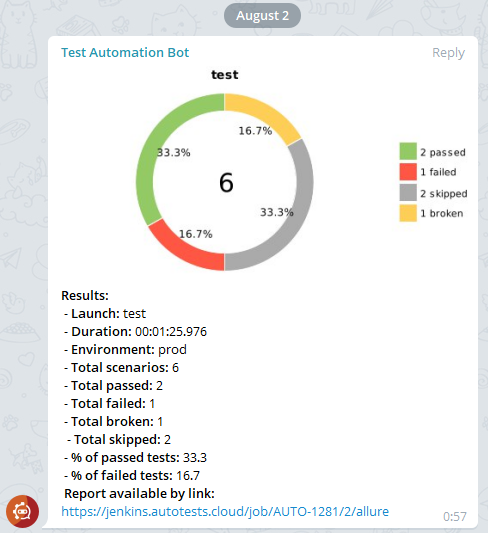 August 2
Test Automation Bot
Reply
test
16.7%
33.3%
6
33.3%
16.7%
2 passed
1 failed
2 skipped
1 broken
Results:
- Launch: test
- Duration: 00:01:25.976
- Environment: prod
- Total scenarios: 6
- Total passed: 2
- Total failed: 1
- Total broken: 1
- Total skipped: 2
- % of passed tests: 33.3
- % of failed tests: 16.7
Report available by link:
https://jenkins.autotests.cloud/job/AUTO-1281/2/allure
0:57